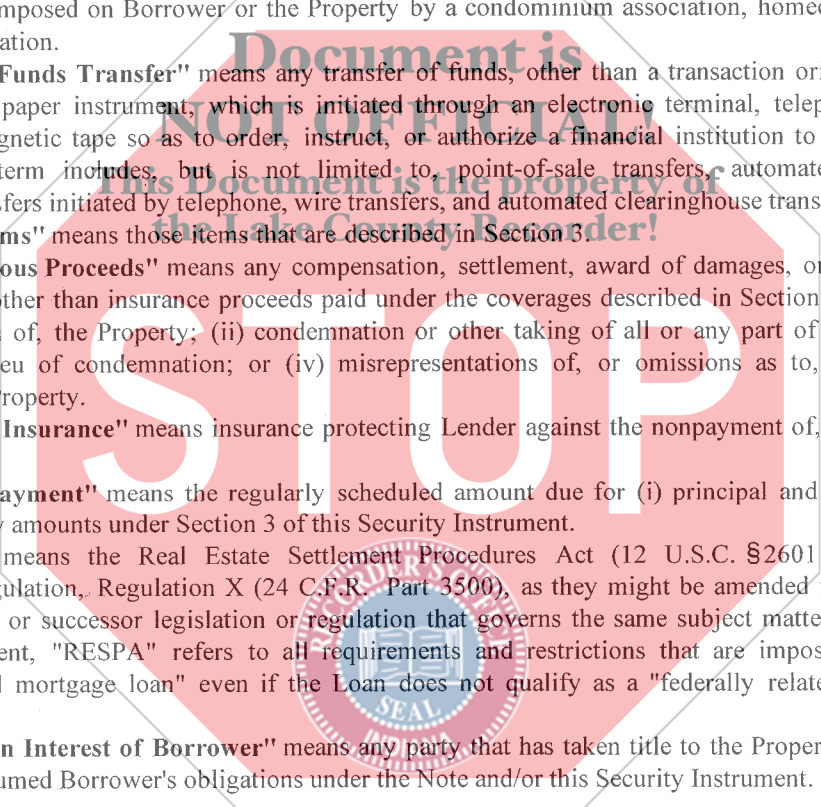 mposed on Borrower or the Property by a condominium association, homeo
ation.
Funds Transfer" means any transfer of funds, other than a transaction ori
paper instrument, which is initiated through an electronic terminal, telep
gnetic tape so as to order, instruct, or authorize a financial institution to
term includes, but is not limited to, point-of-sale transfers, automate
sfers initiated by telephone, wire transfers, and automated clearinghouse trans
ms" means those items that are described in Section 3.
ous Proceeds" means any compensation, settlement, award of damages, or
other than insurance proceeds paid under the coverages described in Section
of, the Property; (ii) condemnation or other taking of all or any part of
eu of condemnation; or (iv) misrepresentations of, or omissions as to,
roperty.
Insurance" means insurance protecting Lender against the nonpayment of,
ayment" means the regularly scheduled amount due for (i) principal and
y amounts under Section 3 of this Security Instrument.
means the Real Estate Settlement Procedures Act (12 U.S.C. §2601
gulation, Regulation X (24 C.F.R. Part 3500), as they might be amended
or successor legislation or regulation that governs the same subject matte
ent, "RESPA" refers to all requirements and restrictions that are impos
l mortgage loan" even if the Loan does not qualify as a "federally relate
n Interest of Borrower" means any party that has taken title to the Proper
umed Borrower's obligations under the Note and/or this Security Instrument.
Document is
NOT OFFICIAL!
This Document is the property of
the Lake County Recorder!
STOP
RECORDER'S OFFICE
SEAL
INDIANA